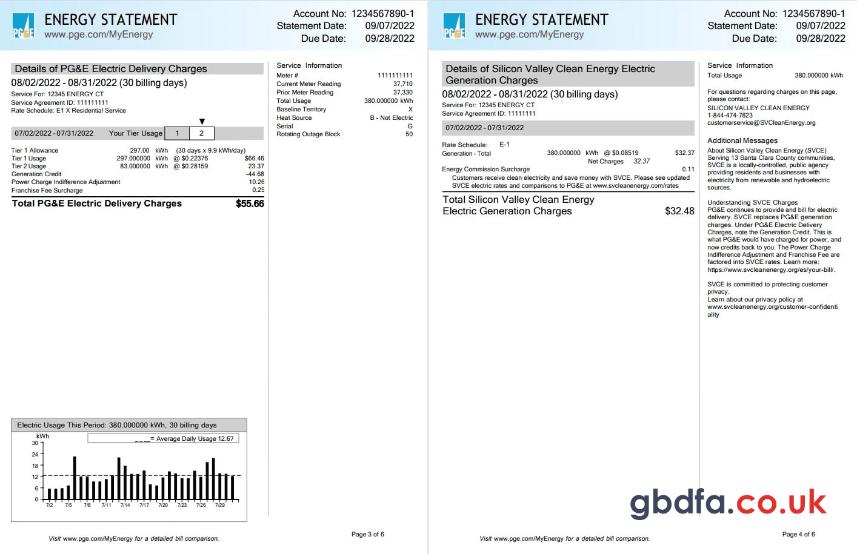 PG&E
ENERGY STATEMENT
www.pge.com/MyEnergy
Account No: 1234567890-1
Statement Date: 09/07/2022
Due Date: 09/28/2022
Details of PG&E Electric Delivery Charges
08/02/2022 - 08/31/2022 (30 billing days)
Service For: 12345 ENERGY CT
Service Agreement ID: 111111111
Rate Schedule: E1 X Residential Service
07/02/2022 - 07/31/2022 Your Tier Usage 1 2
Tier 1 Allowance 297.00 kWh (30 days x 9.9 kWh/day)
Tier 1 Usage 297.000000 kWh @ $0.22376 $66.46
Tier 2 Usage 83.000000 kWh @ $0.28159 23.37
Generation Credit -44.68
Power Charge Indifference Adjustment 10.26
Franchise Fee Surcharge 0.25
Total PG&E Electric Delivery Charges $55.66
Service Information
Meter # 1111111111
Current Meter Reading 37,710
Prior Meter Reading 37,330
Total Usage 380.000000 kWh
Baseline Territory X
Heat Source B - Not Electric
Serial G
Rotating Outage Block 50
Electric Usage This Period: 380.000000 kWh, 30 billing days
kWh
= Average Daily Usage 12.67
30
24
18
12
6
0
7/2 7/5 7/8 7/11 7/14 7/17 7/20 7/23 7/26 7/29
Visit www.pge.com/MyEnergy for a detailed bill comparison.
Page 3 of 6
PG&E
ENERGY STATEMENT
www.pge.com/MyEnergy
Account No: 1234567890-1
Statement Date: 09/07/2022
Due Date: 09/28/2022
Details of Silicon Valley Clean Energy Electric
Generation Charges
08/02/2022 - 08/31/2022 (30 billing days)
Service For: 12345 ENERGY CT
Service Agreement ID: 11111111
07/02/2022 - 07/31/2022
Rate Schedule: E-1
Generation - Total 380.000000 kWh @ $0.08519 $32.37
Net Charges 32.37
Energy Commission Surcharge 0.11
Customers receive clean electricity and save money with SVCE. Please see updated
SVCE electric rates and comparisons to PG&E at www.svcleanenergy.com/rates
Total Silicon Valley Clean Energy
Electric Generation Charges $32.48
Service Information
Total Usage 380.000000 kWh
For questions regarding charges on this page,
please contact:
SILICON VALLEY CLEAN ENERGY
1-844-474-7823
customerservice@SVCleanEnergy.org
Additional Messages
About Silicon Valley Clean Energy (SVCE)
Serving 13 Santa Clara County communities,
SVCE is a locally-controlled, public agency
providing residents and businesses with
electricity from renewable and hydroelectric
sources.
Understanding SVCE Charges
PG&E continues to provide and bill for electric
delivery. SVCE replaces PG&E generation
charges. Under PG&E Electric Delivery
Charges, note the Generation Credit. This is
what PG&E would have charged for power, and
now credits back to you. The Power Charge
Indifference Adjustment and Franchise Fee are
factored into SVCE rates. Learn more:
https://www.svcleanenergy.org/es/your-bill/.
SVCE is committed to protecting customer
privacy.
Learn about our privacy policy at
www.svcleanenergy.org/customer-confidenti
ality
gbdfa.co.uk
Visit www.pge.com/MyEnergy for a detailed bill comparison.
Page 4 of 6